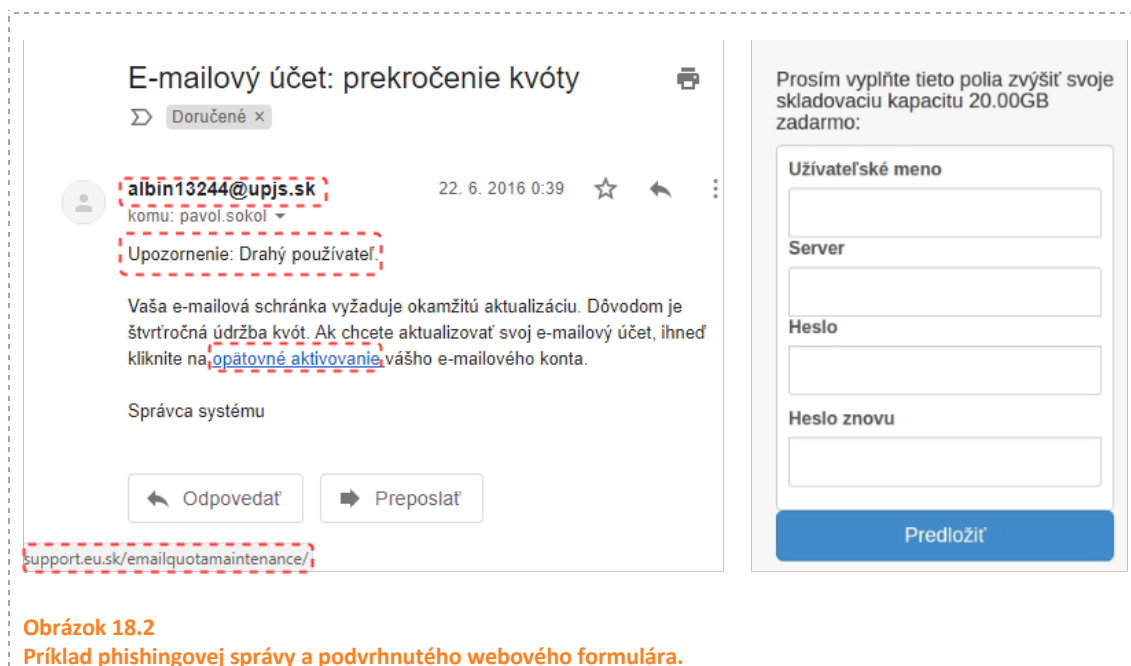 E-mailový účet: prekročenie kvóty
Doručené ×
albin13244@upjs.sk 22. 6. 2016 0:39
komu: pavol.sokol
Upozornenie: Drahý používateľ.
Vaša e-mailová schránka vyžaduje okamžitú aktualizáciu. Dôvodom je
štvrťročná údržba kvót. Ak chcete aktualizovať svoj e-mailový účet, ihneď
kliknite na opätovné aktivovanie vášho e-mailového konta.
Správca systému
Odpovedať Preposlať
support.eu.sk/emailquotamaintenance/
Prosím vyplňte tieto polia zvýšiť svoje
skladovaciu kapacitu 20.00GB
zadarmo:
Užívateľské meno
Server
Heslo
Heslo znovu
Predložiť
Obrázok 18.2
Príklad phishingovej správy a podvrhnutého webového formulára.